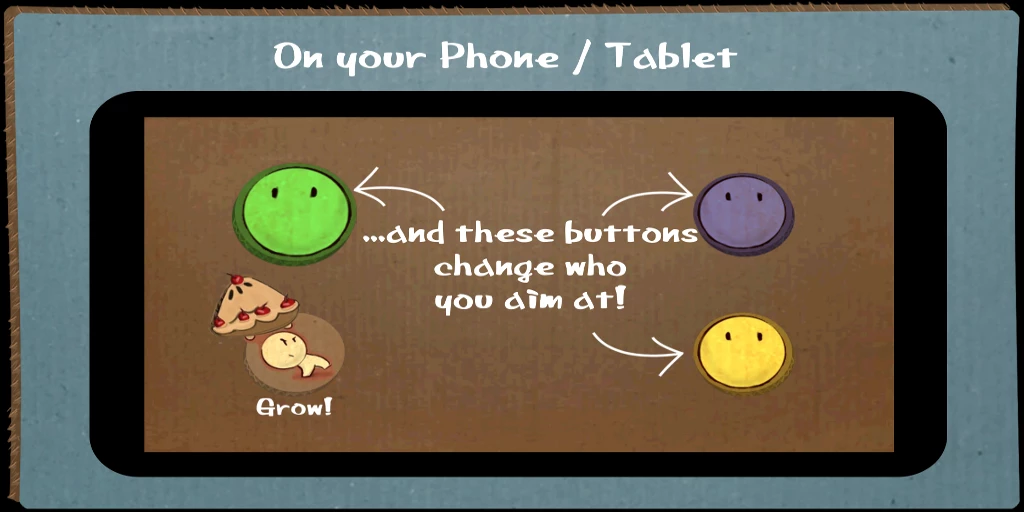 On your Phone / Tablet
...and these buttons
change who
you aim at!
Grow!